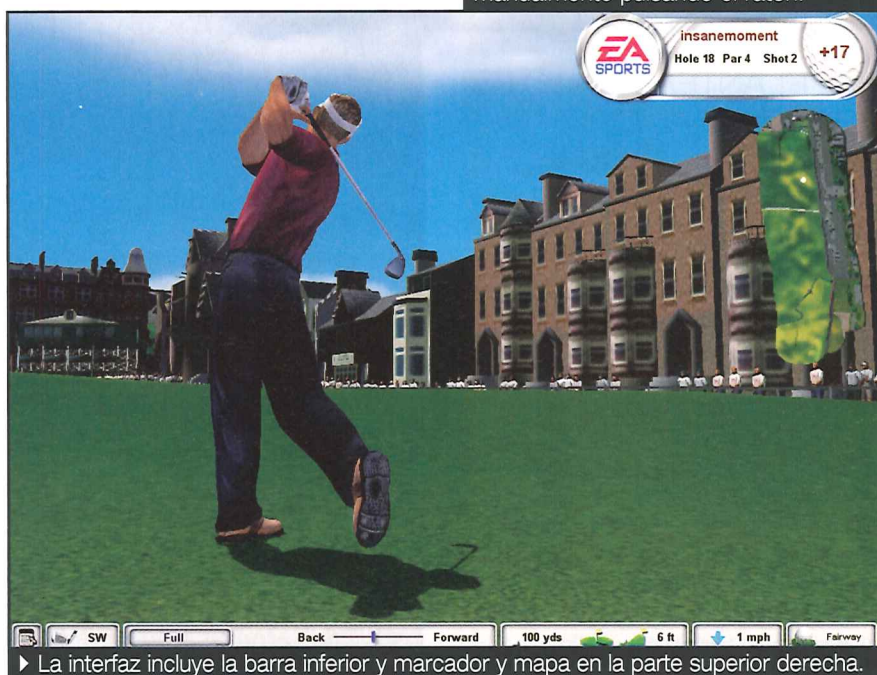 insanemoment
EA
SPORTS
Hole 18 Par 4 Shot 2
+17
SW
Full
Back
Forward
100 yds
6 ft
1 mph
Fairway
La interfaz incluye la barra inferior y marcador y mapa en la parte superior derecha.